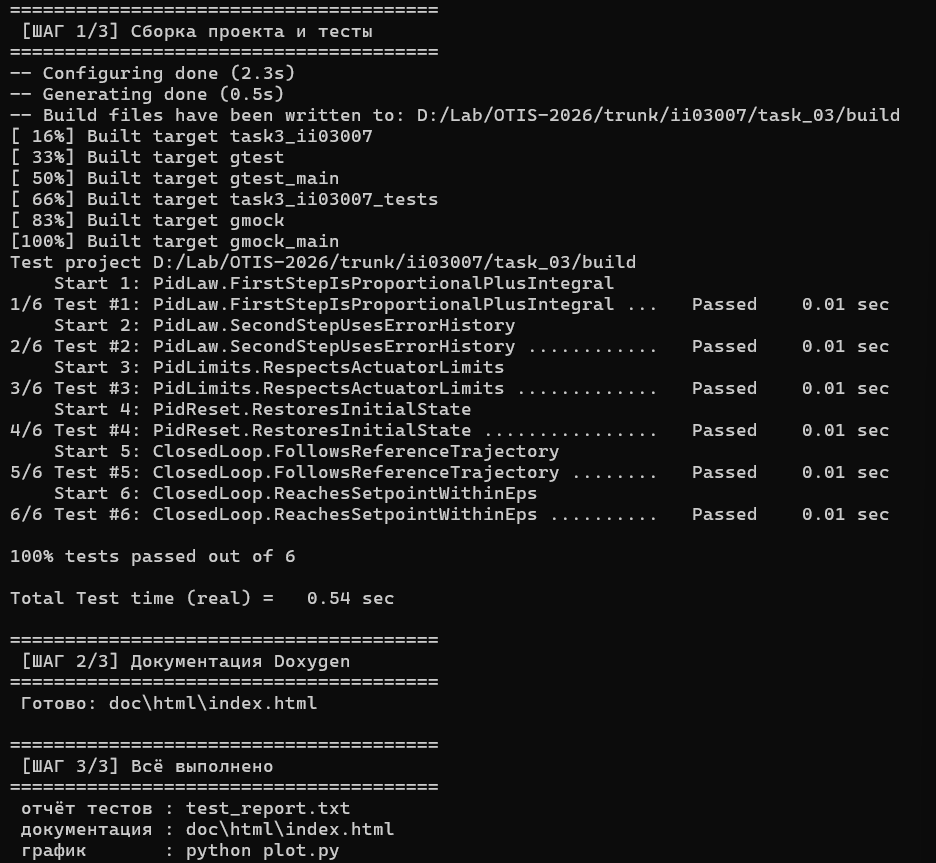 =======================================
 [ШАГ 1/3] Сборка проекта и тесты
=======================================
-- Configuring done (2.3s)
-- Generating done (0.5s)
-- Build files have been written to: D:/Lab/OTIS-2026/trunk/ii03007/task_03/build
[ 16%] Built target task3_ii03007
[ 33%] Built target gtest
[ 50%] Built target gtest_main
[ 66%] Built target task3_ii03007_tests
[ 83%] Built target gmock
[100%] Built target gmock_main
Test project D:/Lab/OTIS-2026/trunk/ii03007/task_03/build
    Start 1: PidLaw.FirstStepIsProportionalPlusIntegral
1/6 Test #1: PidLaw.FirstStepIsProportionalPlusIntegral ...   Passed    0.01 sec
    Start 2: PidLaw.SecondStepUsesErrorHistory
2/6 Test #2: PidLaw.SecondStepUsesErrorHistory ............   Passed    0.01 sec
    Start 3: PidLimits.RespectsActuatorLimits
3/6 Test #3: PidLimits.RespectsActuatorLimits .............   Passed    0.01 sec
    Start 4: PidReset.RestoresInitialState
4/6 Test #4: PidReset.RestoresInitialState ................   Passed    0.01 sec
    Start 5: ClosedLoop.FollowsReferenceTrajectory
5/6 Test #5: ClosedLoop.FollowsReferenceTrajectory ........   Passed    0.01 sec
    Start 6: ClosedLoop.ReachesSetpointWithinEps
6/6 Test #6: ClosedLoop.ReachesSetpointWithinEps ..........   Passed    0.01 sec

100% tests passed out of 6

Total Test time (real) =   0.54 sec

=======================================
 [ШАГ 2/3] Документация Doxygen
=======================================
 Готово: doc\html\index.html

=======================================
 [ШАГ 3/3] Всё выполнено
=======================================
 отчёт тестов : test_report.txt
 документация : doc\html\index.html
 график       : python plot.py